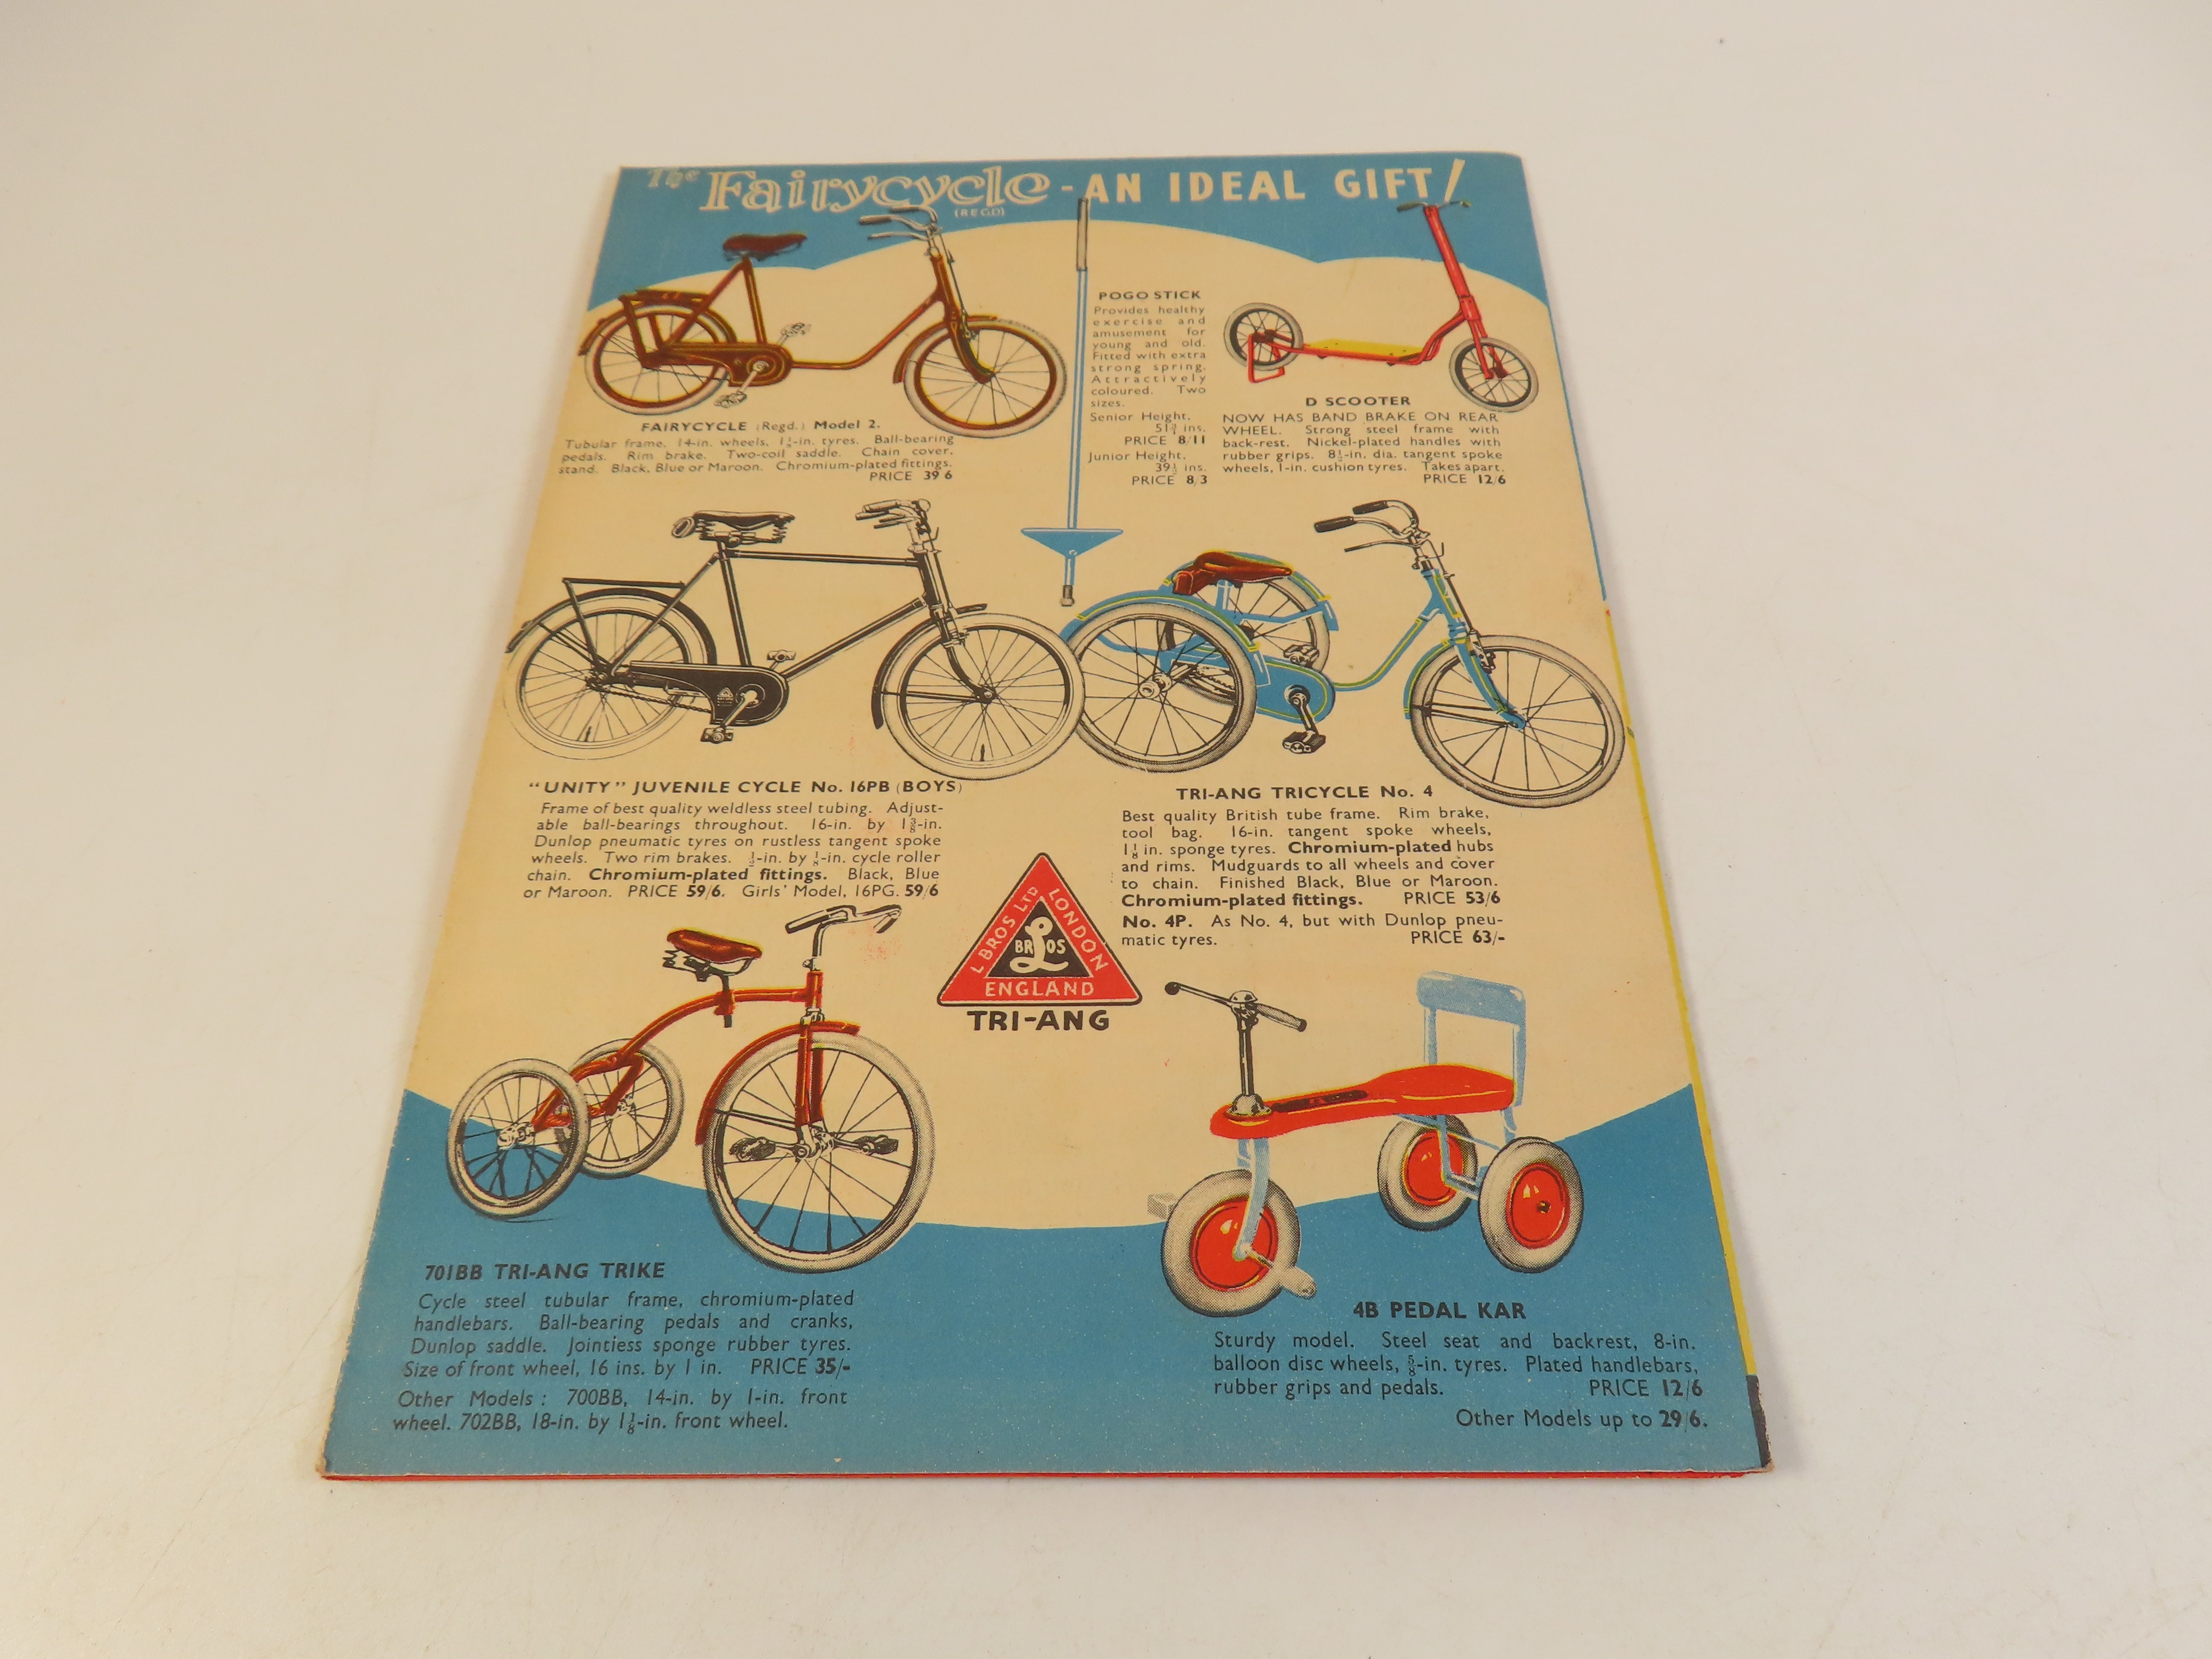 The Fairycycle - AN IDEAL GIFT!
(REGD)
FAIRYCYCLE (Regd.) Model 2.
Tubular frame. 14-in. wheels, tyres. Ball-bearing
pedals. Rim brake. Two-coil saddle. Chain cover,
stand. Black, Blue or Maroon. Chromium-plated fittings.
PRICE 39/6
POGO STICK
Provides healthy
exercise and
amusement for
young and old.
Fitted with extra
strong spring.
Attractively
coloured. Two
sizes.
Senior Height,
ins.
PRICE 8/11
Junior Height,
39½ ins.
PRICE 8/3
D SCOOTER
NOW HAS BAND BRAKE ON REAR
WHEEL. Strong steel frame with
back-rest. Nickel-plated handles with
rubber grips. 8½-in. dia. tangent spoke
wheels, 1-in. cushion tyres. Takes apart.
PRICE 12/6
"UNITY" JUVENILE CYCLE No. 16PB (BOYS)
Frame of best quality weldless steel tubing. Adjust-
able ball-bearings throughout. 16-in. by 1⅜-in.
Dunlop pneumatic tyres on rustless tangent spoke
wheels. Two rim brakes. ½-in. by ⅛-in. cycle roller
chain. Chromium-plated fittings. Black, Blue
or Maroon. PRICE 59/6. Girls' Model, 16PG. 59/6
TRI-ANG TRICYCLE No. 4
Best quality British tube frame. Rim brake,
tool bag. 16-in. tangent spoke wheels,
1⅛ in. sponge tyres. Chromium-plated hubs
and rims. Mudguards to all wheels and cover
to chain. Finished Black, Blue or Maroon.
Chromium-plated fittings. PRICE 53/6
No. 4P. As No. 4, but with Dunlop pneu-
matic tyres. PRICE 63/-
L BROS LTD LONDON
L BROS
ENGLAND
TRI-ANG
701BB TRI-ANG TRIKE
Cycle steel tubular frame, chromium-plated
handlebars. Ball-bearing pedals and cranks,
Dunlop saddle. Jointless sponge rubber tyres.
Size of front wheel, 16 ins. by 1 in. PRICE 35/-
Other Models: 700BB, 14-in. by 1-in. front
wheel. 702BB, 18-in. by 1⅛-in. front wheel.
4B PEDAL KAR
Sturdy model. Steel seat and backrest, 8-in.
balloon disc wheels, ⅝-in. tyres. Plated handlebars,
rubber grips and pedals. PRICE 12/6
Other Models up to 29/6.